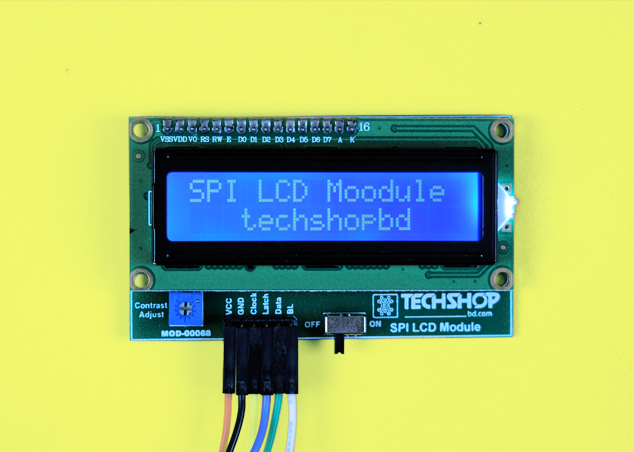 1 16
VSS VDD VO RS RW E D0 D1 D2 D3 D4 D5 D6 D7 A K
SPI LCD Moodule
techshopbd
Contrast
Adjust
MOD-00068
VCC
GND
Clock
Latch
Data
BL
OFF ON
TECHSHOP
bd.com
SPI LCD Module